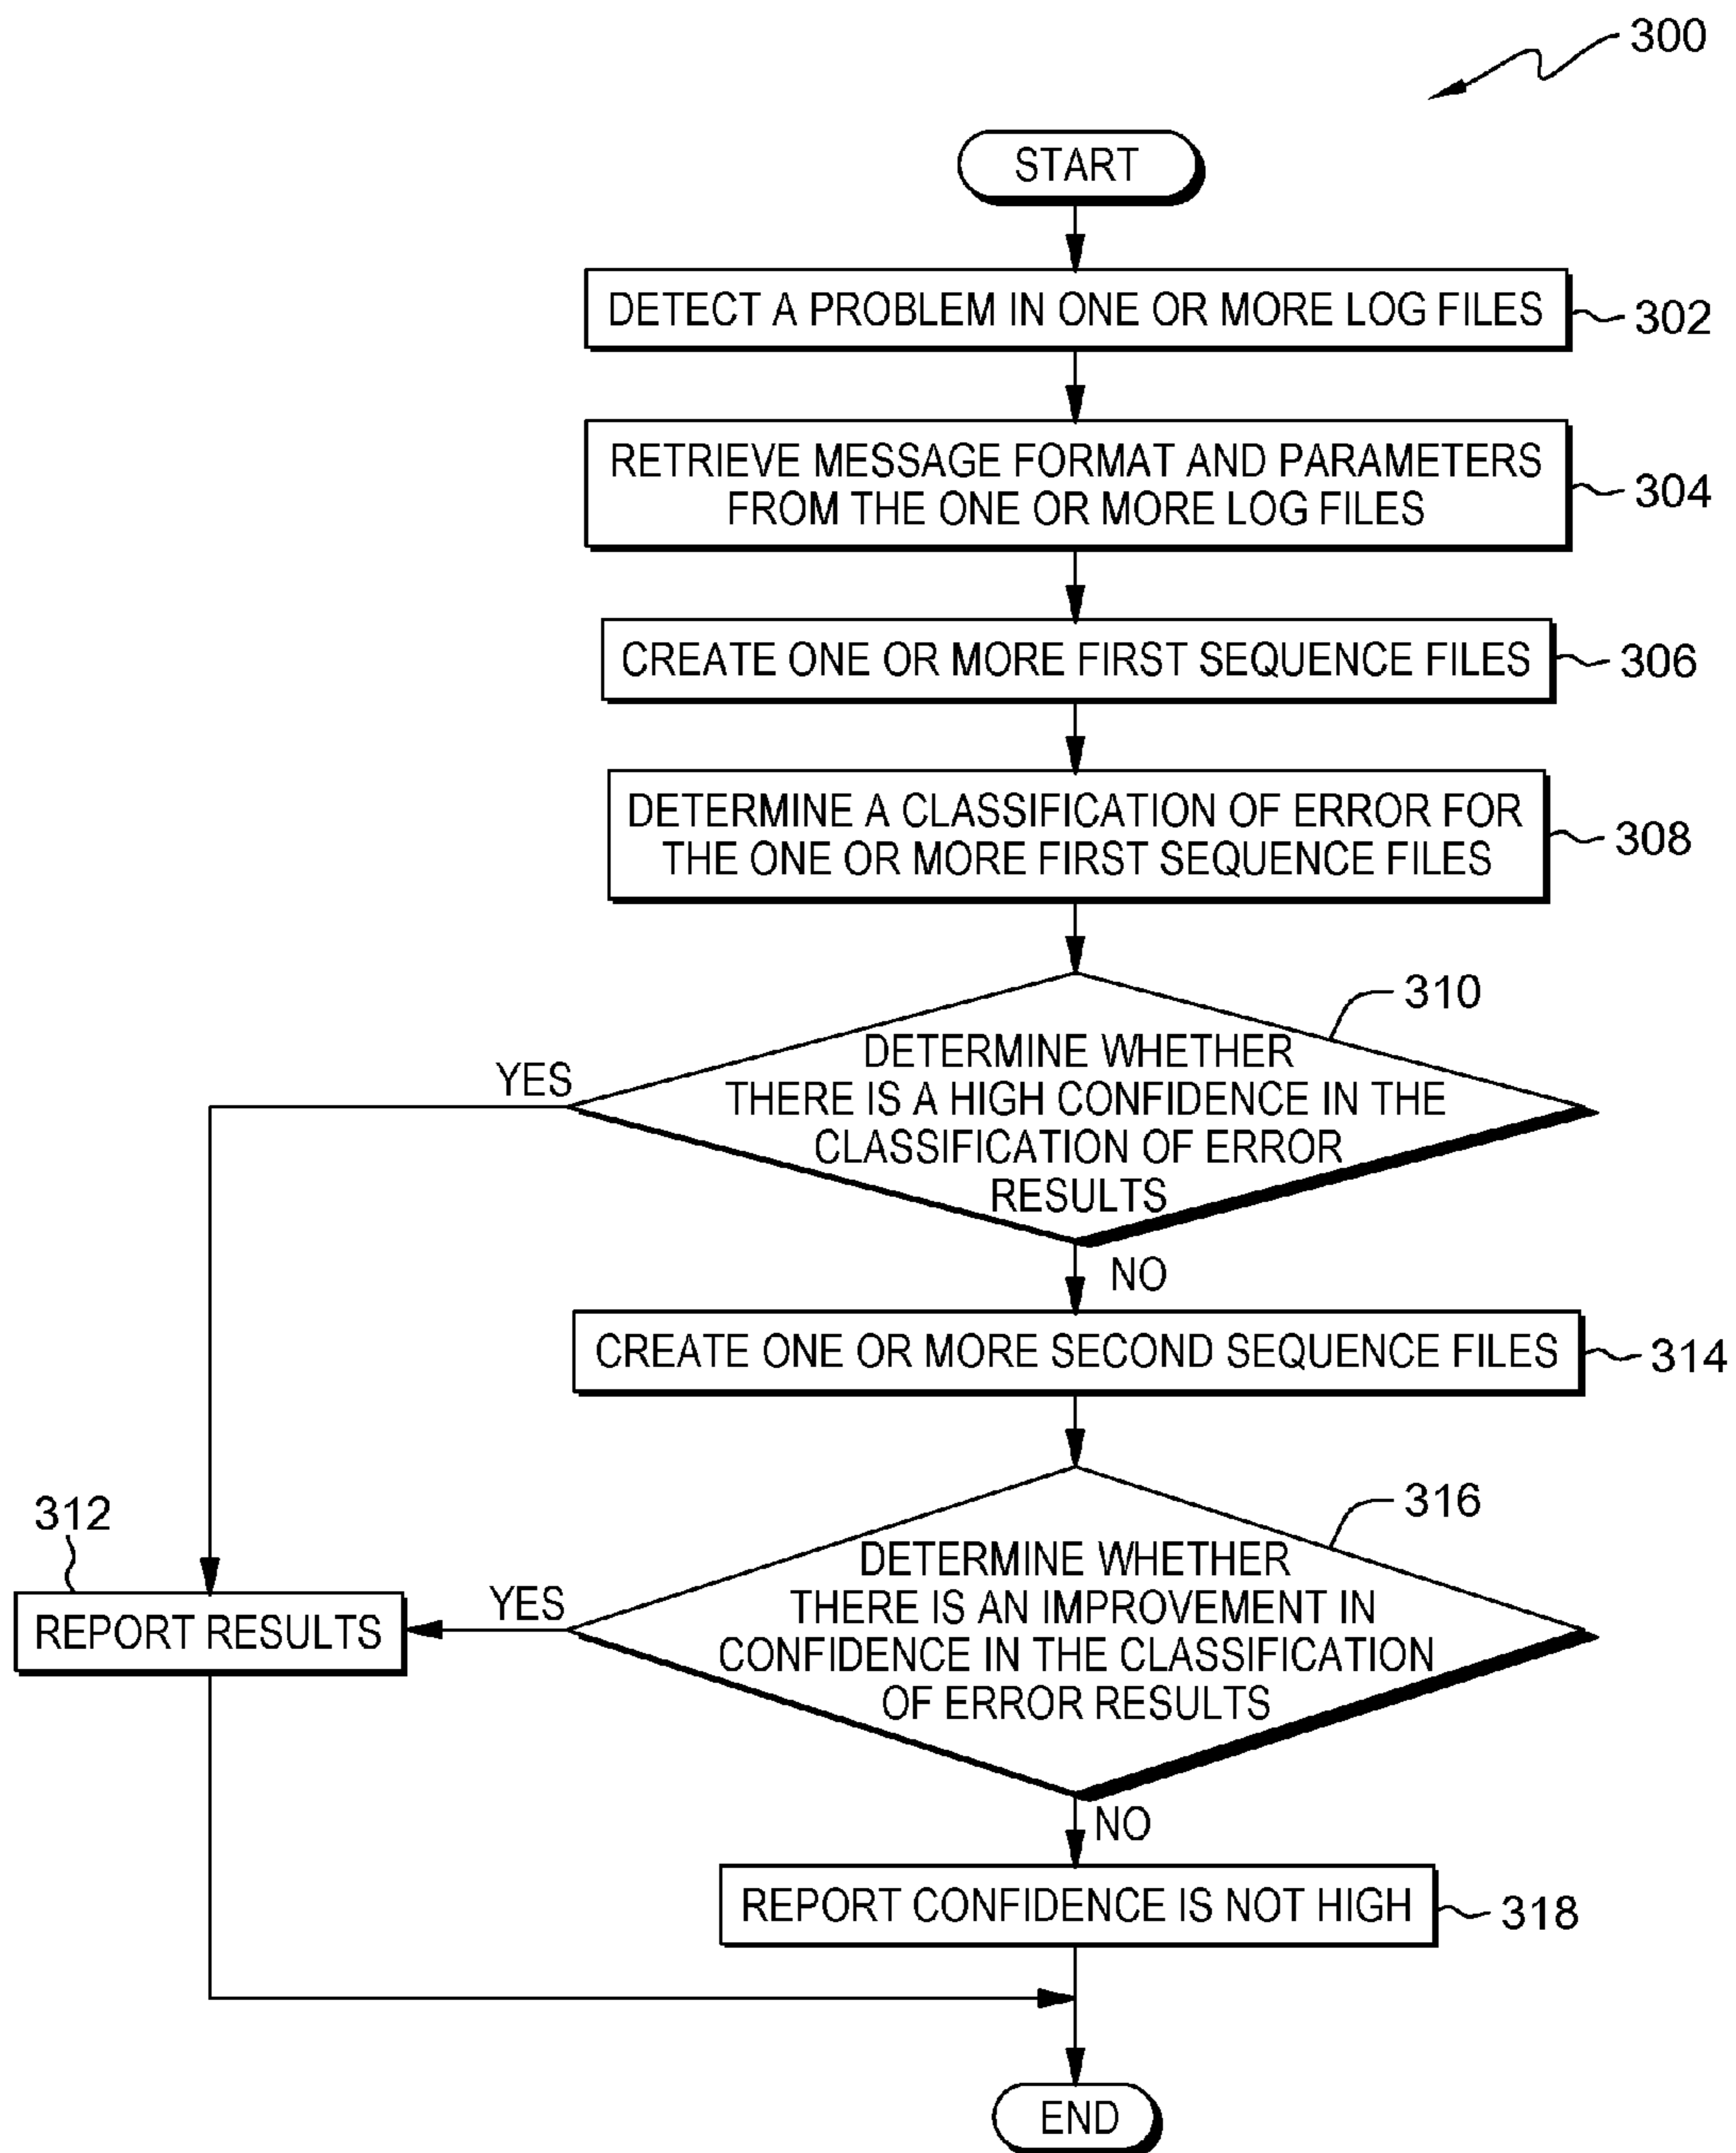 300
START
DETECT A PROBLEM IN ONE OR MORE LOG FILES
302
RETRIEVE MESSAGE FORMAT AND PARAMETERS
FROM THE ONE OR MORE LOG FILES
304
CREATE ONE OR MORE FIRST SEQUENCE FILES
306
DETERMINE A CLASSIFICATION OF ERROR FOR
THE ONE OR MORE FIRST SEQUENCE FILES
308
310
DETERMINE WHETHER
THERE IS A HIGH CONFIDENCE IN THE
CLASSIFICATION OF ERROR
RESULTS
YES
NO
CREATE ONE OR MORE SECOND SEQUENCE FILES
314
316
DETERMINE WHETHER
THERE IS AN IMPROVEMENT IN
CONFIDENCE IN THE CLASSIFICATION
OF ERROR RESULTS
YES
312
REPORT RESULTS
NO
REPORT CONFIDENCE IS NOT HIGH
318
END